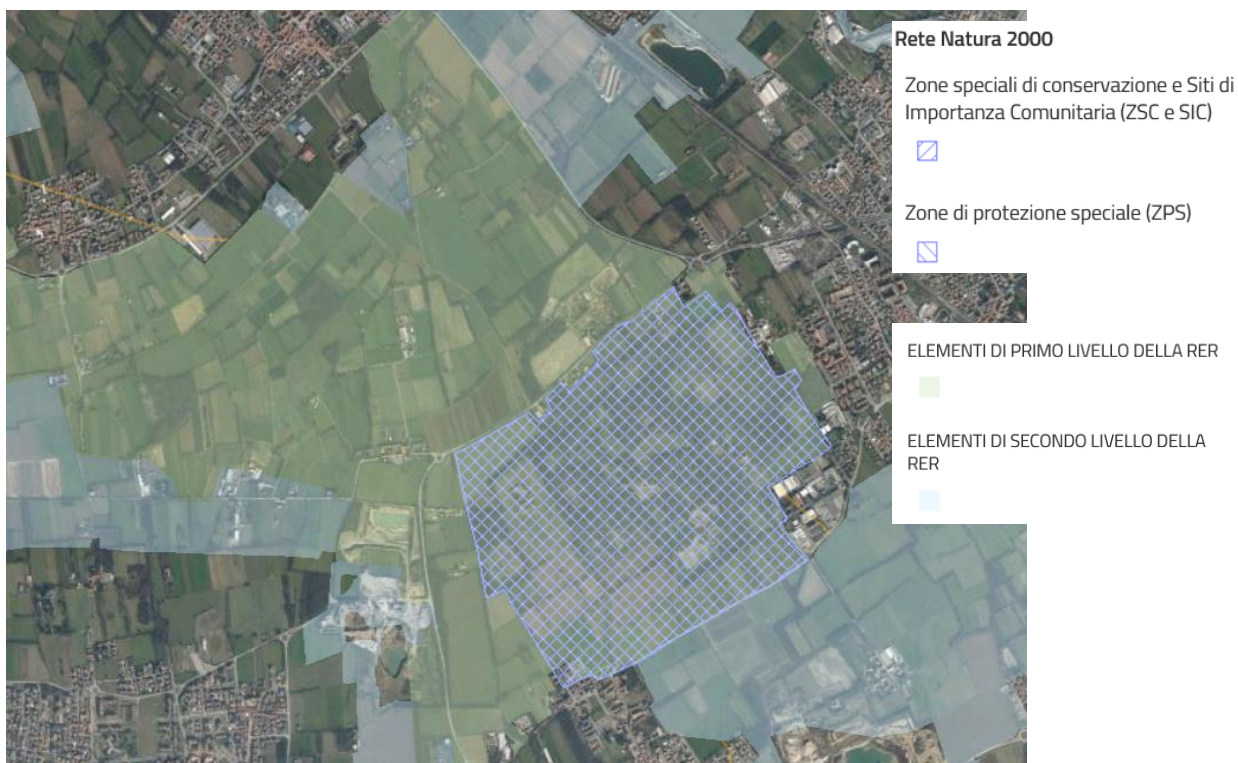 Rete Natura 2000
Zone speciali di conservazione e Siti di
Importanza Comunitaria (ZSC e SIC)
Zone di protezione speciale (ZPS)
ELEMENTI DI PRIMO LIVELLO DELLA RER
ELEMENTI DI SECONDO LIVELLO DELLA
RER